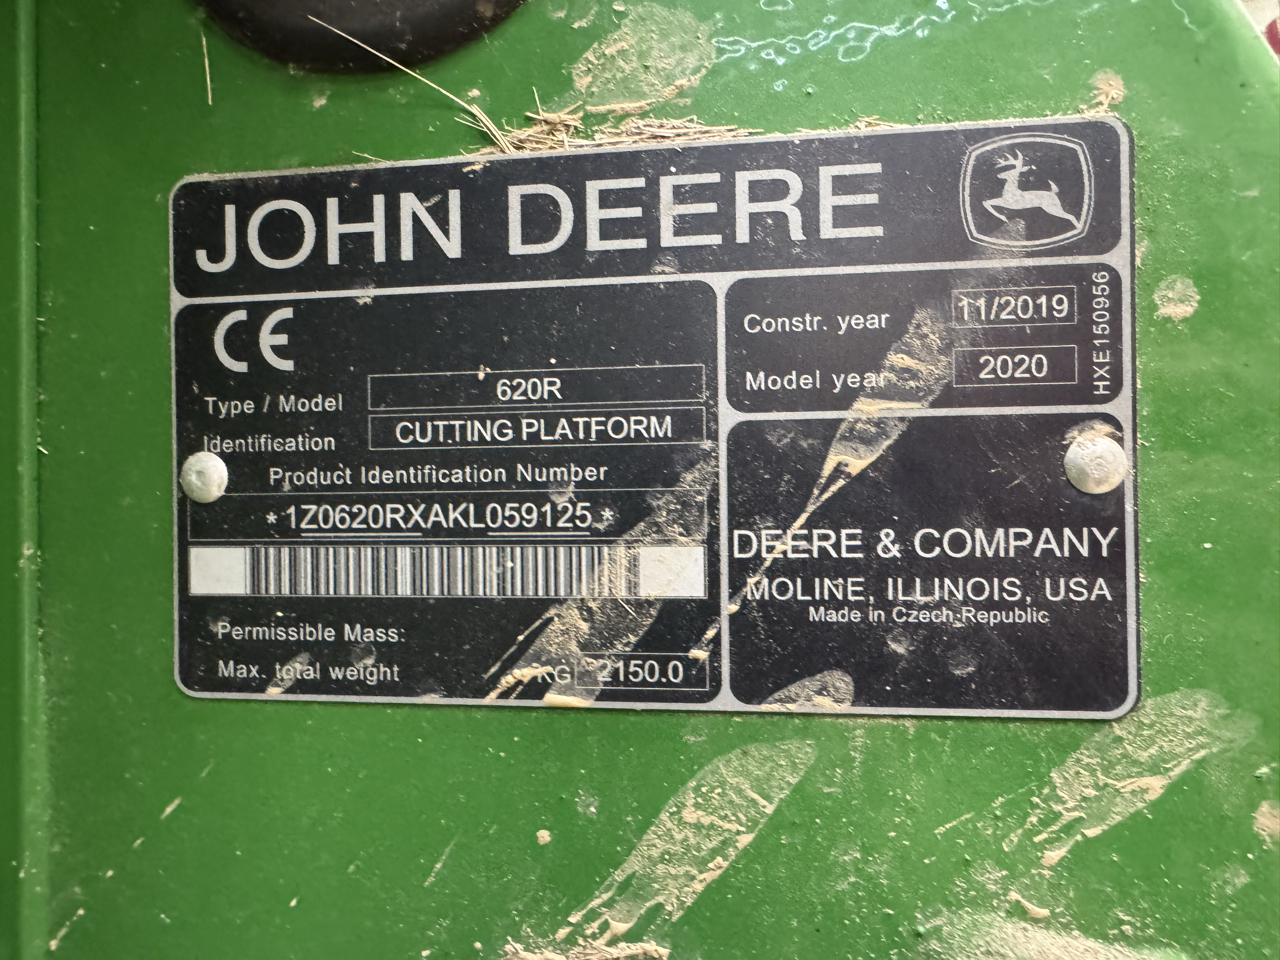 JOHN DEERE
CE
Type / Model 620R
Identification CUTTING PLATFORM
Product Identification Number
*1Z0620RXAKL059125*
Permissible Mass:
Max. total weight KG 2150.0
Constr. year 11/2019
Model year 2020
HXE150956
DEERE & COMPANY
MOLINE, ILLINOIS, USA
Made in Czech Republic